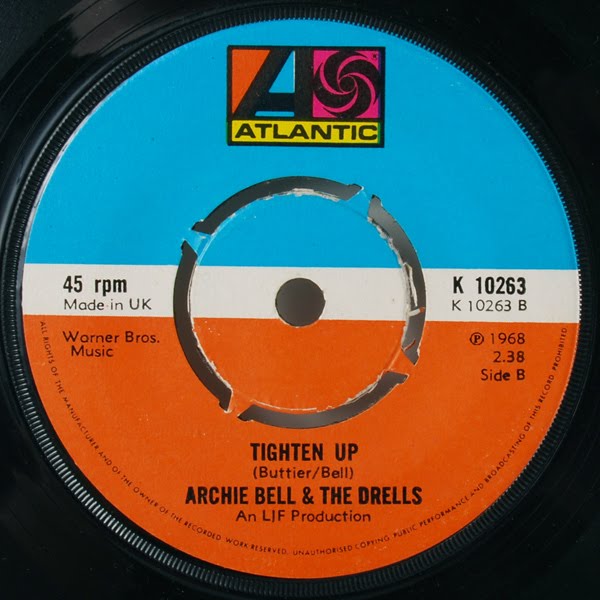 ATLANTIC
45 rpm
Made in UK
K 10263
K 10263 B
Warner Bros.
Music
℗ 1968
2.38
Side B
TIGHTEN UP
(Buttier/Bell)
ARCHIE BELL & THE DRELLS
An LJF Production
ALL RIGHTS OF THE MANUFACTURER AND OF THE OWNER OF THE RECORDED WORK RESERVED. UNAUTHORISED COPYING PUBLIC PERFORMANCE AND BROADCASTING OF THIS RECORD PROHIBITED